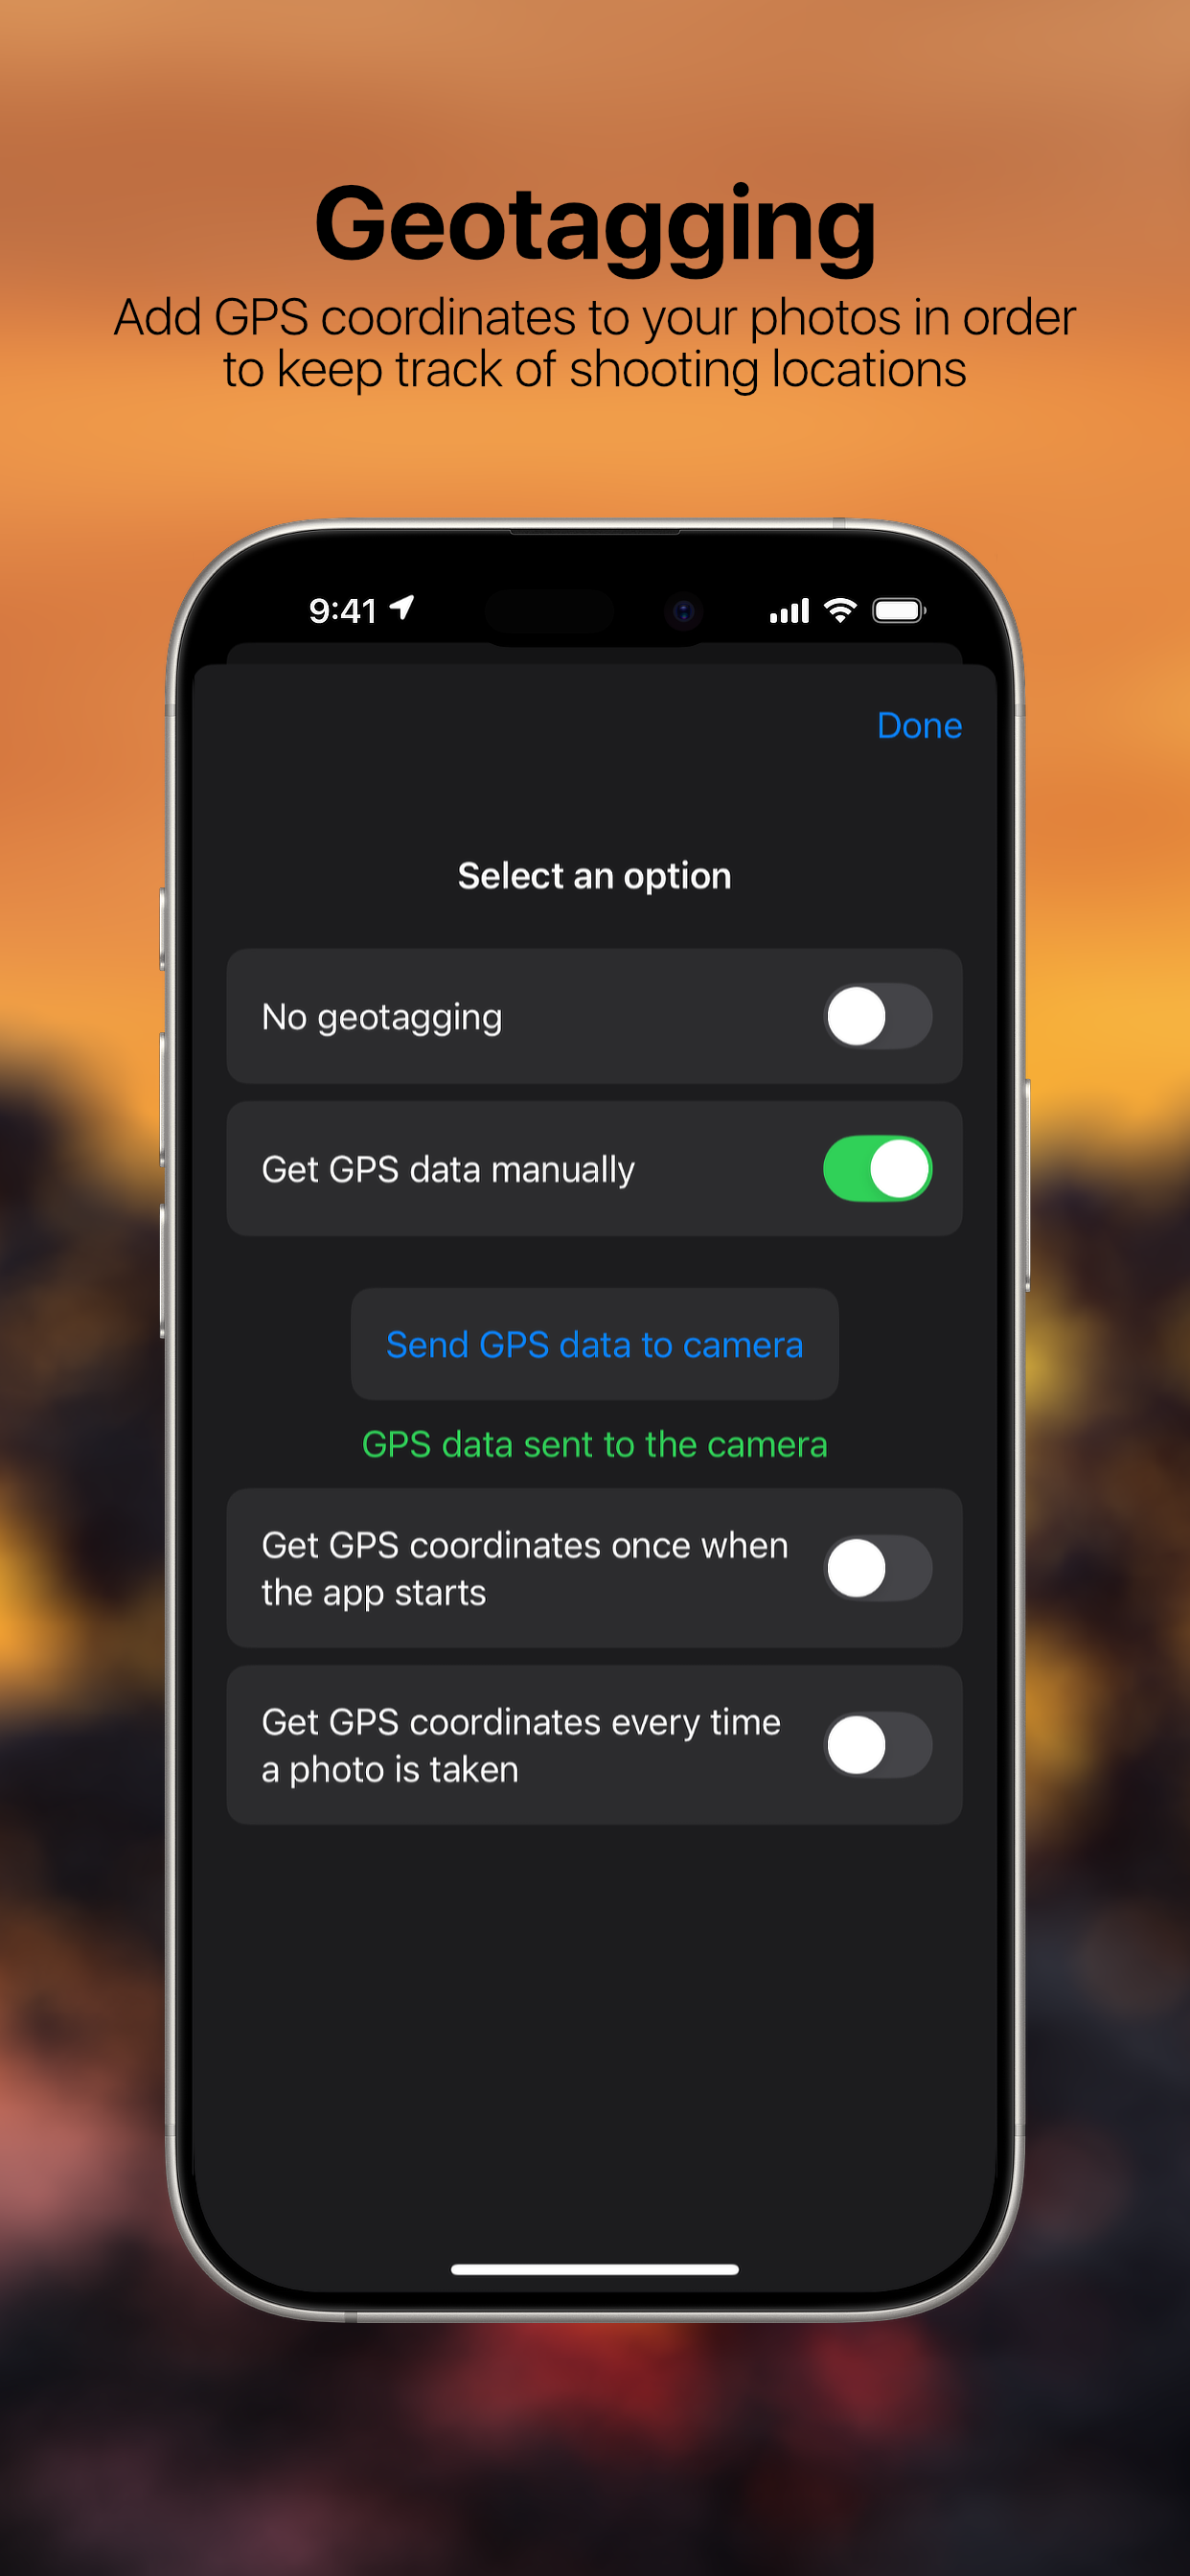 Geotagging
Add GPS coordinates to your photos in order
to keep track of shooting locations
9:41
Done
Select an option
No geotagging
Get GPS data manually
Send GPS data to camera
GPS data sent to the camera
Get GPS coordinates once when
the app starts
Get GPS coordinates every time
a photo is taken